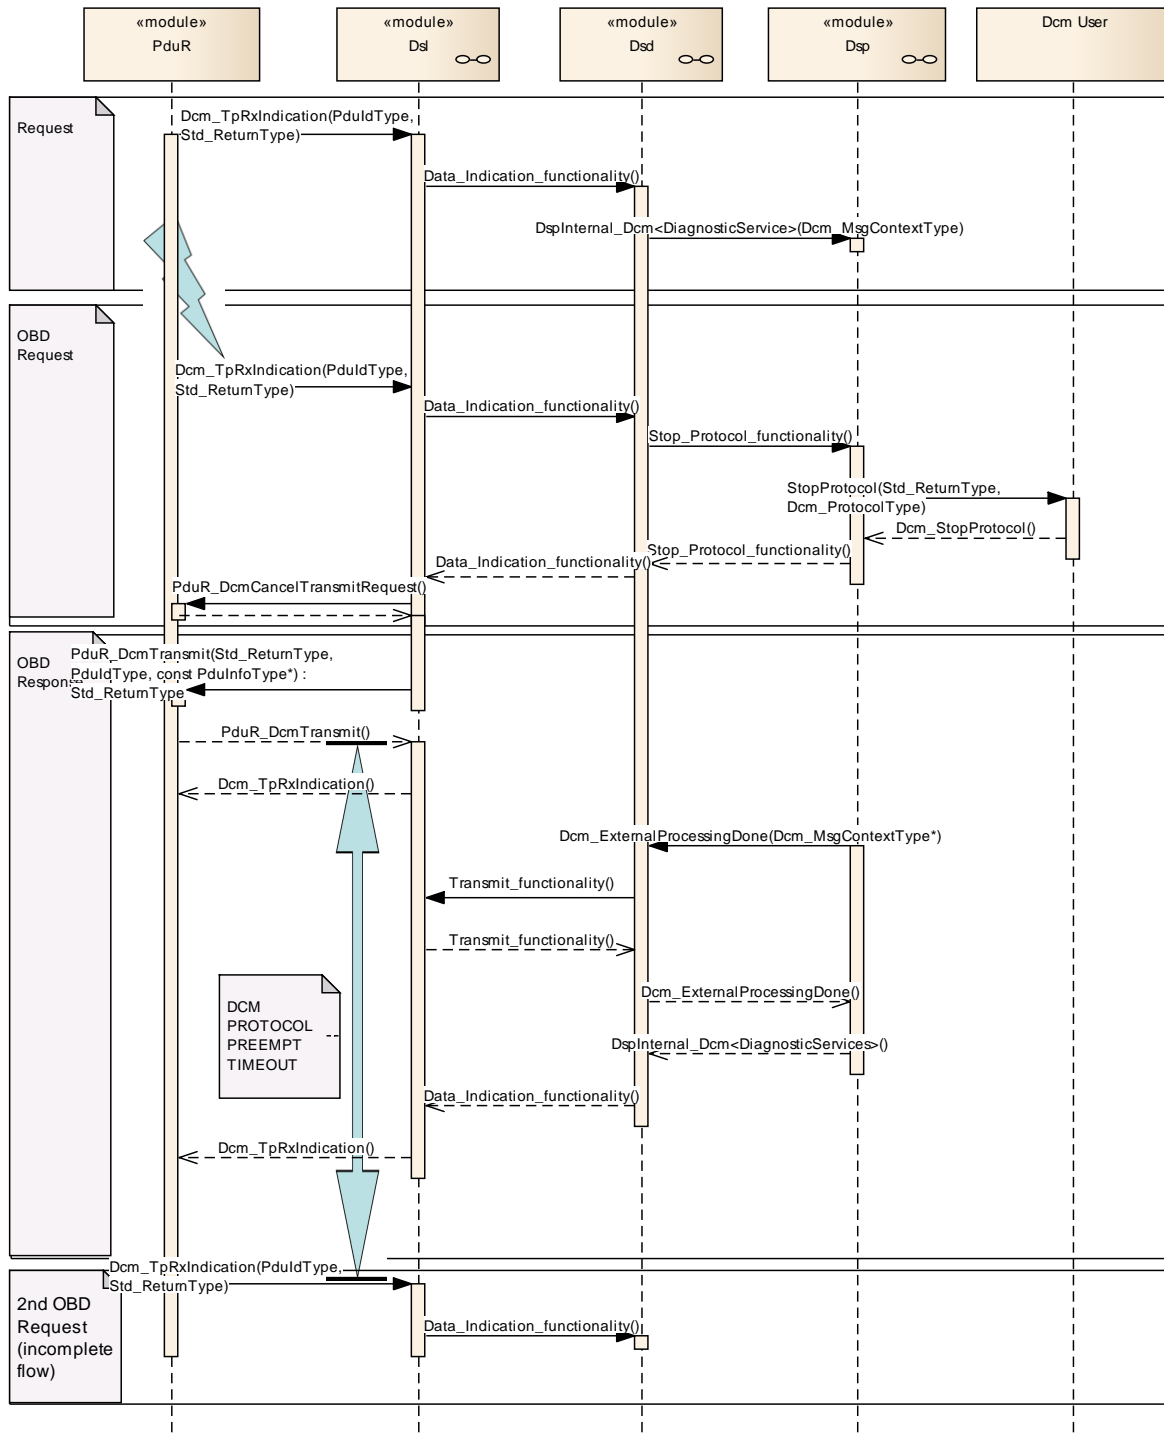 «module»
PduR
«module»
Dsl
«module»
Dsd
«module»
Dsp
Dcm User
Request
Dcm_TpRxIndication(PduIdType,
Std_ReturnType)
Data_Indication_functionality()
DspInternal_Dcm<DiagnosticService>(Dcm_MsgContextType)
OBD
Request
Dcm_TpRxIndication(PduIdType,
Std_ReturnType)
Data_Indication_functionality()
Stop_Protocol_functionality()
StopProtocol(Std_ReturnType,
Dcm_ProtocolType)
Dcm_StopProtocol()
Stop_Protocol_functionality()
Data_Indication_functionality()
PduR_DcmCancelTransmitRequest()
OBD
Response
PduR_DcmTransmit(Std_ReturnType,
PduIdType, const PduInfoType*) :
Std_ReturnType
PduR_DcmTransmit()
Dcm_TpRxIndication()
Dcm_ExternalProcessingDone(Dcm_MsgContextType*)
Transmit_functionality()
Transmit_functionality()
Dcm_ExternalProcessingDone()
DCM
PROTOCOL
PREEMPT
TIMEOUT
DspInternal_Dcm<DiagnosticServices>()
Data_Indication_functionality()
Dcm_TpRxIndication()
Dcm_TpRxIndication(PduIdType,
Std_ReturnType)
2nd OBD
Request
(incomplete
flow)
Data_Indication_functionality()